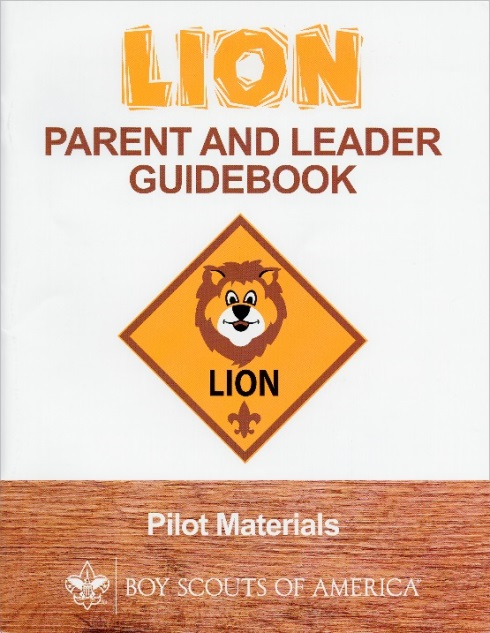 LION
PARENT AND LEADER
GUIDEBOOK
LION
Pilot Materials
BOY SCOUTS OF AMERICA®